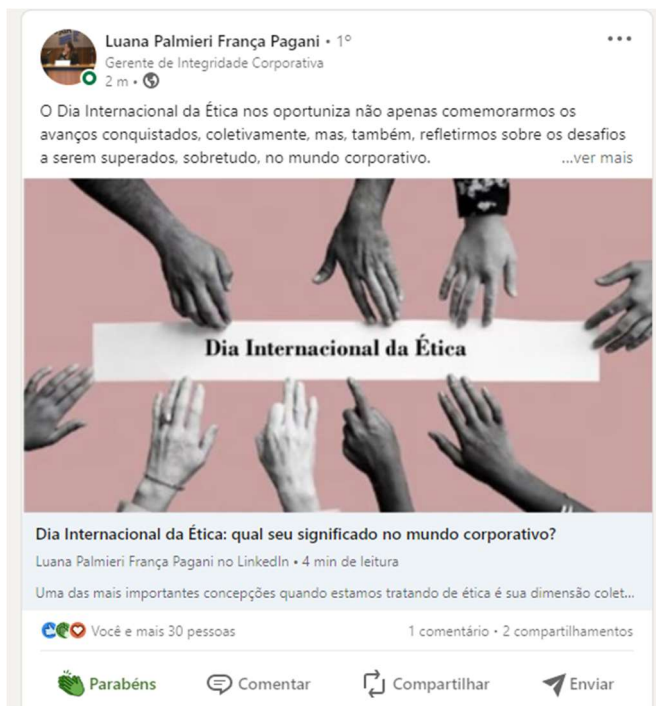 Luana Palmieri França Pagani • 1º
Gerente de Integridade Corporativa
2 m •
O Dia Internacional da Ética nos oportuniza não apenas comemorarmos os
avanços conquistados, coletivamente, mas, também, refletirmos sobre os desafios
a serem superados, sobretudo, no mundo corporativo.
...ver mais
Dia Internacional da Ética
Dia Internacional da Ética: qual seu significado no mundo corporativo?
Luana Palmieri França Pagani no LinkedIn • 4 min de leitura
Uma das mais importantes concepções quando estamos tratando de ética é sua dimensão colet...
Você e mais 30 pessoas
1 comentário • 2 compartilhamentos
Parabéns
Comentar
Compartilhar
Enviar